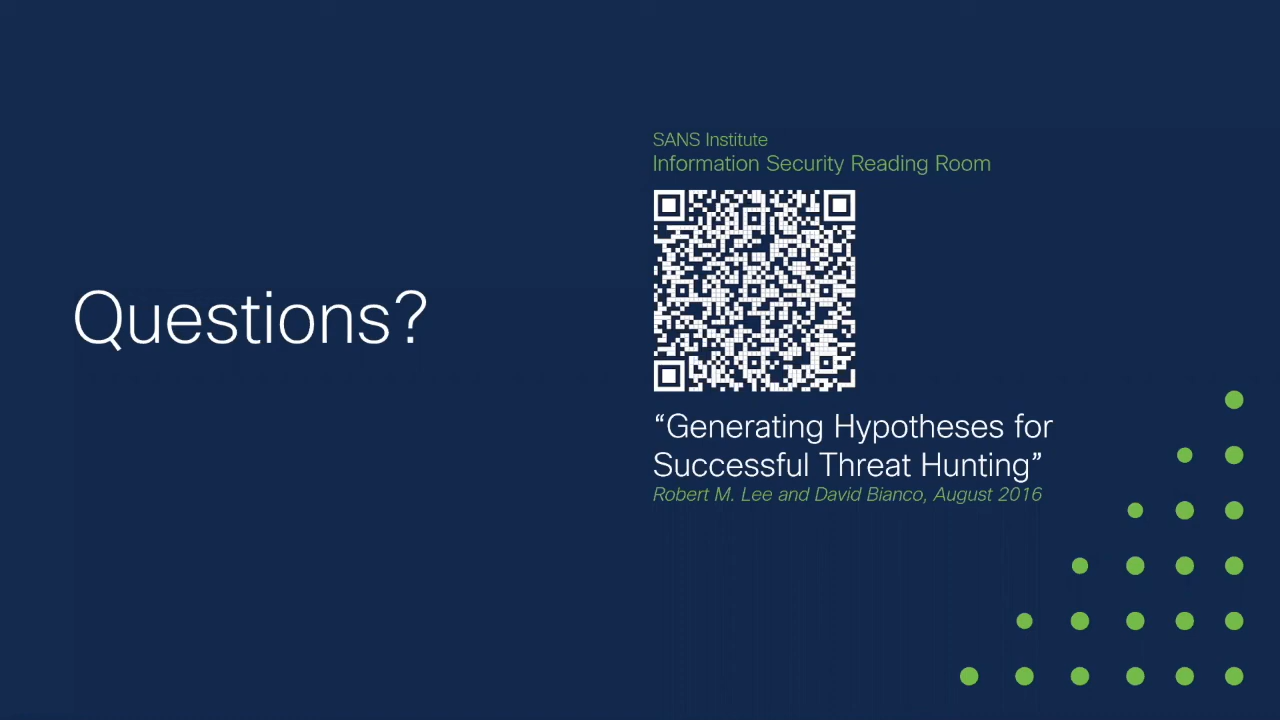 Questions?
SANS Institute
Information Security Reading Room
“Generating Hypotheses for
Successful Threat Hunting”
Robert M. Lee and David Bianco, August 2016